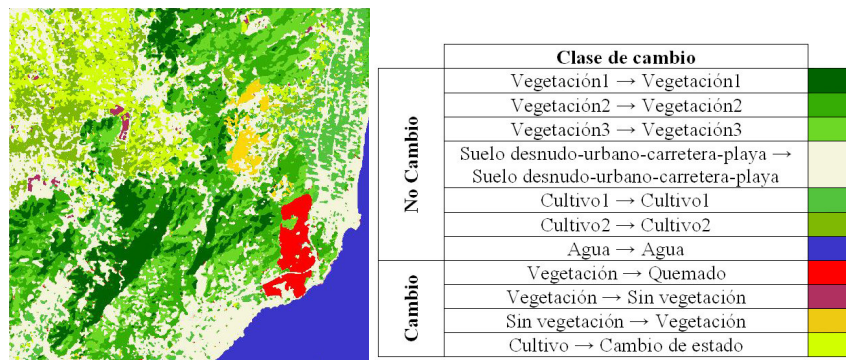 Clase de cambio
No Cambio
Vegetación1 → Vegetación1
Vegetación2 → Vegetación2
Vegetación3 → Vegetación3
Suelo desnudo-urbano-carretera-playa →
Suelo desnudo-urbano-carretera-playa
Cultivo1 → Cultivo1
Cultivo2 → Cultivo2
Agua → Agua
Cambio
Vegetación → Quemado
Vegetación → Sin vegetación
Sin vegetación → Vegetación
Cultivo → Cambio de estado